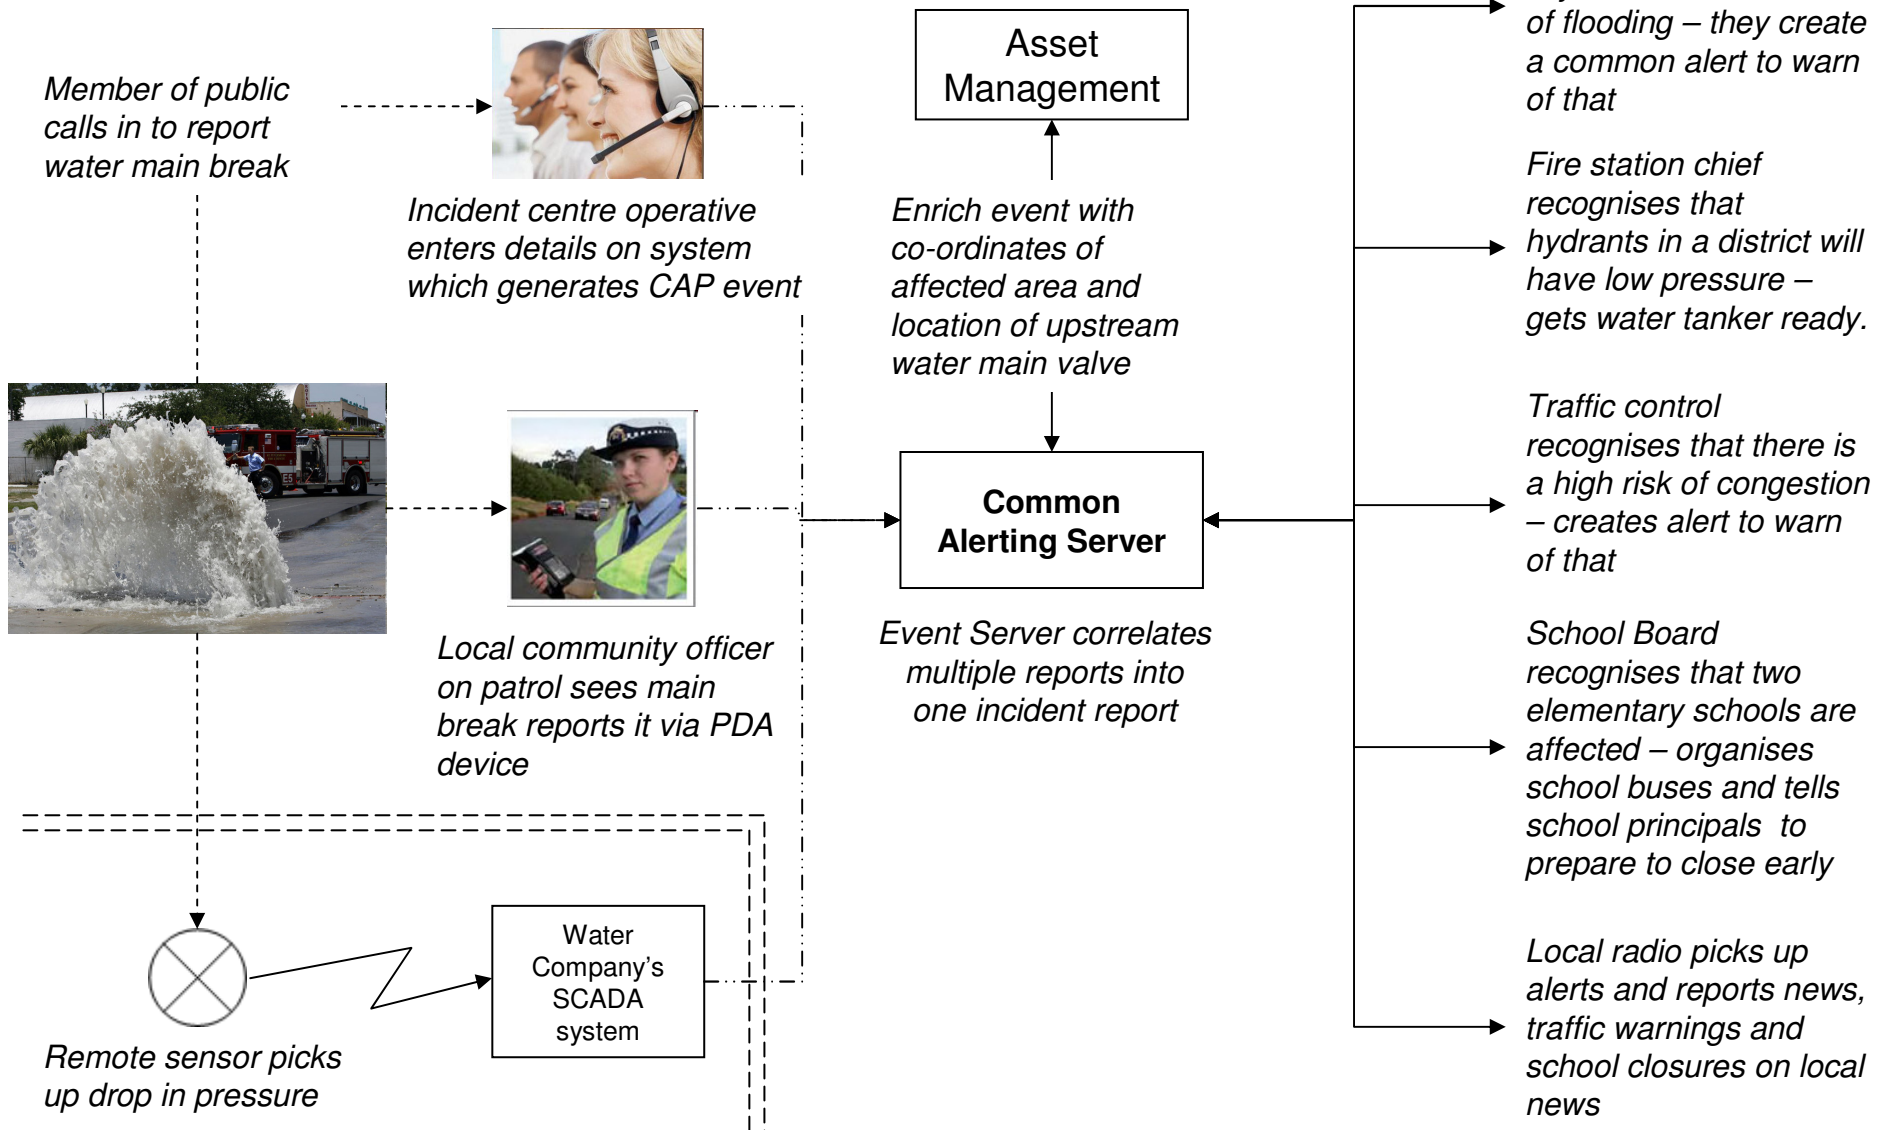 Member of public
calls in to report
water main break
Incident centre operative
enters details on system
which generates CAP event
Local community officer
on patrol sees main
break reports it via PDA
device
Water
Company’s
SCADA
system
Remote sensor picks
up drop in pressure
Asset
Management
Enrich event with
co-ordinates of
affected area and
location of upstream
water main valve
Common
Alerting Server
Event Server correlates
multiple reports into
one incident report
of flooding – they create
a common alert to warn
of that
Fire station chief
recognises that
hydrants in a district will
have low pressure –
gets water tanker ready.
Traffic control
recognises that there is
a high risk of congestion
– creates alert to warn
of that
School Board
recognises that two
elementary schools are
affected – organises
school buses and tells
school principals  to
prepare to close early
Local radio picks up
alerts and reports news,
traffic warnings and
school closures on local
news
E5